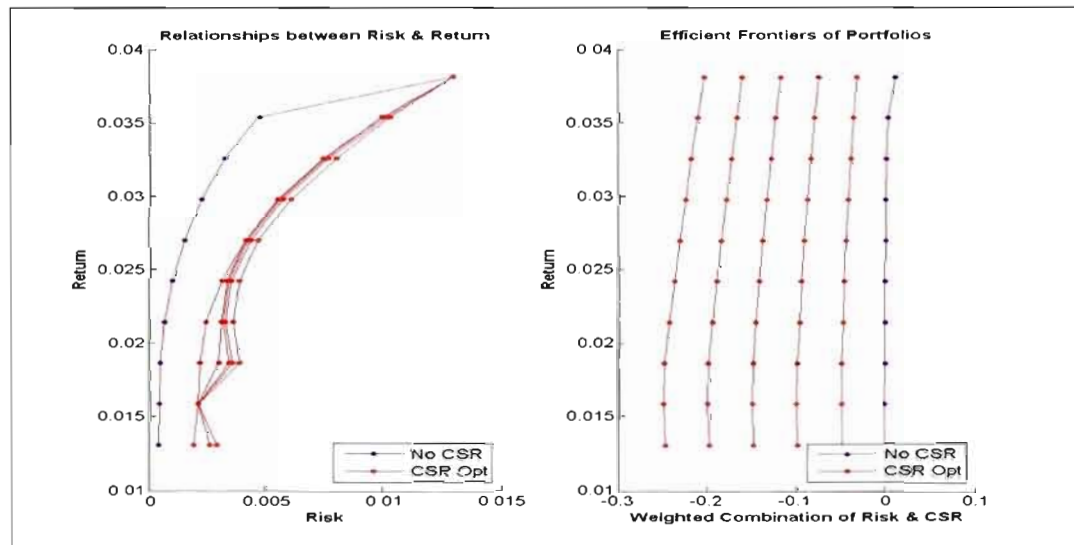 Relationships between Risk & Return
0.04
0.035
0.03
0.025
0.02
0.015
0.01
Return
0
0.005
0 01
0 015
Risk
No CSR
CSR Opt
Efficient Frontiers of Portfolios
0.04
0.035
0.03
0 025
0.02
0.015
0.01
Return
-0.3
-0.2
-0.1
0
0.1
Weighted Combination of Risk & CSR
No CSR
CSR Opt